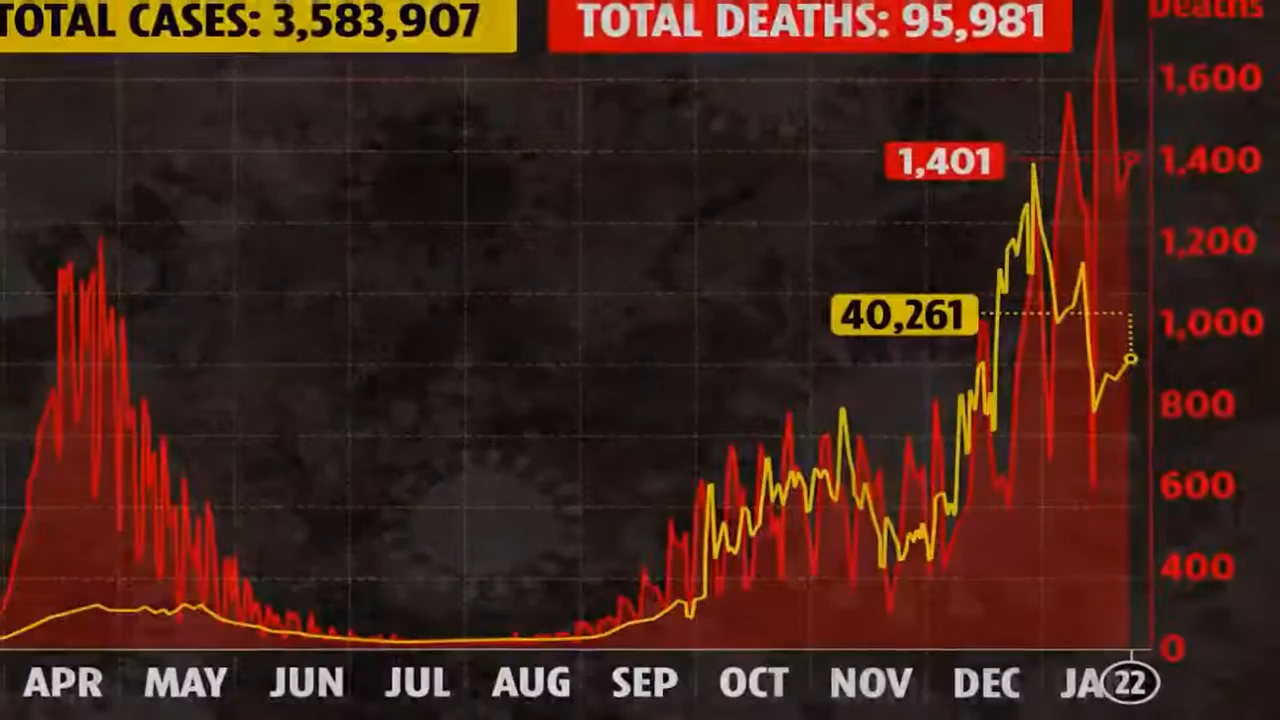 TOTAL CASES: 3,583,907
TOTAL DEATHS: 95,981
Deaths
1,600
1,401
1,400
1,200
40,261
1,000
800
600
400
0
APR MAY JUN JUL AUG SEP OCT NOV DEC JA 22